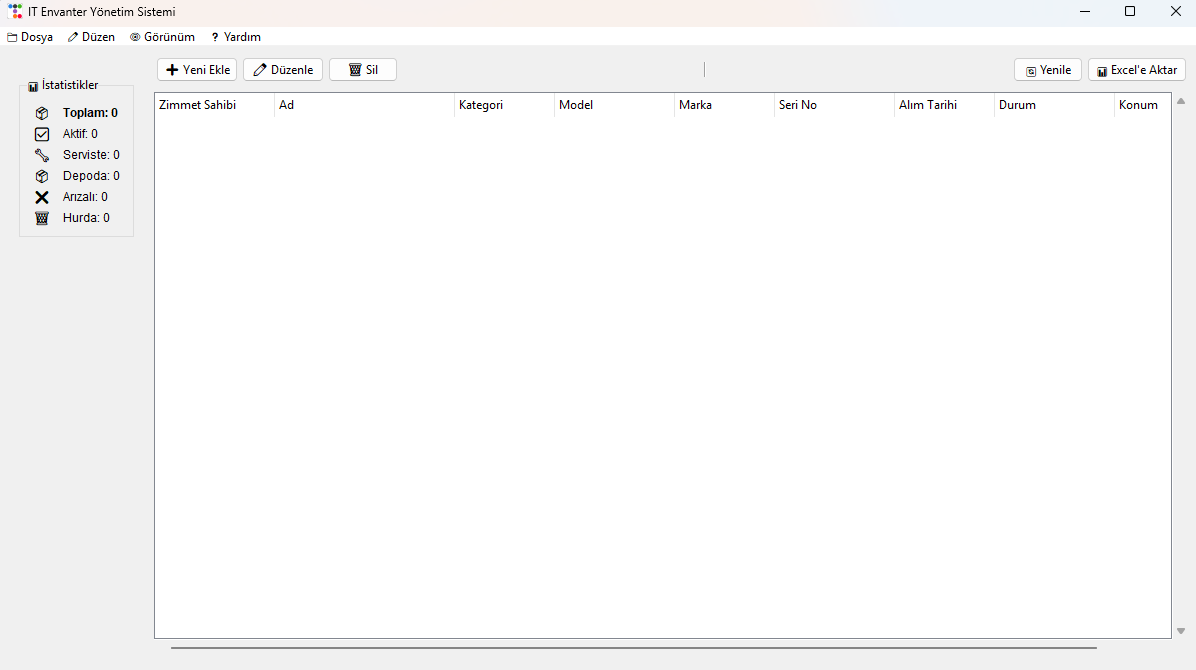 IT Envanter Yönetim Sistemi
Dosya Düzen Görünüm ? Yardım
Yeni Ekle Düzenle Sil Yenile Excel'e Aktar
İstatistikler
Toplam: 0
Aktif: 0
Serviste: 0
Depoda: 0
Arızalı: 0
Hurda: 0
Zimmet Sahibi Ad Kategori Model Marka Seri No Alım Tarihi Durum Konum